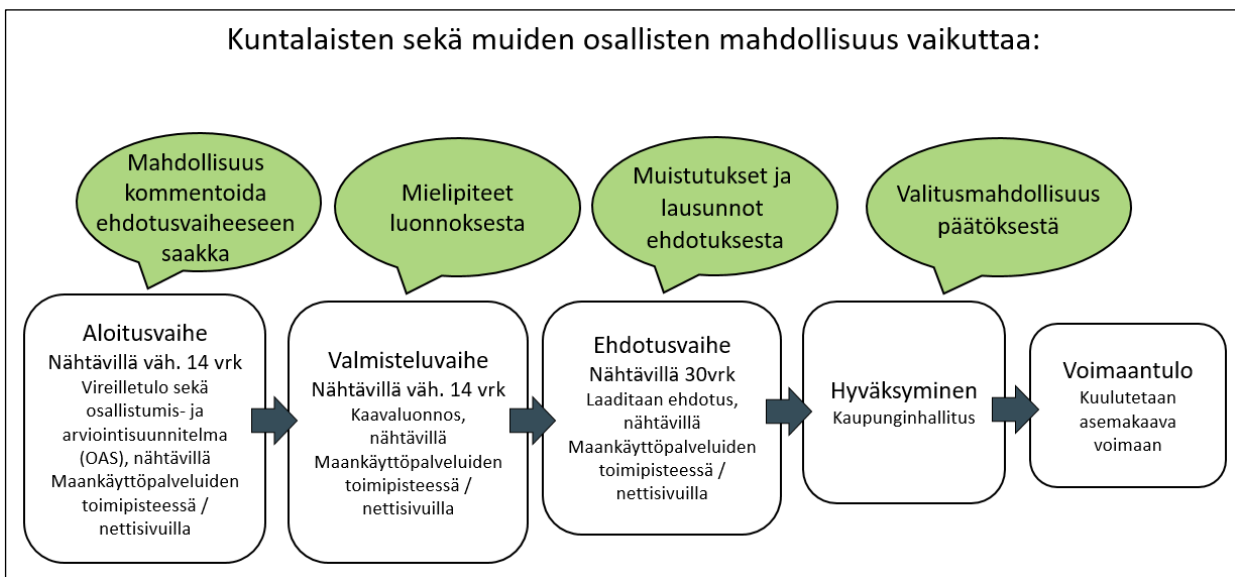 Kuntalaisten sekä muiden osallisten mahdollisuus vaikuttaa:
Mahdollisuus
kommentoida
ehdotusvaiheeseen
saakka
Mielipiteet
luonnoksesta
Muistutukset ja
lausunnot
ehdotuksesta
Valitusmahdollisuus
päätöksestä
Aloitusvaihe
Nähtävillä väh. 14 vrk
Vireilletulo sekä
osallistumis- ja
arviointisuunnitelma
(OAS), nähtävillä
Maankäyttöpalveluiden
toimipisteessä /
nettisivuilla
Valmisteluvaihe
Nähtävillä väh. 14 vrk
Kaavaluonnos,
nähtävillä
Maankäyttöpalveluiden
toimipisteessä /
nettisivuilla
Ehdotusvaihe
Nähtävillä 30vrk
Laaditaan ehdotus,
nähtävillä
Maankäyttöpalveluiden
toimipisteessä /
nettisivuilla
Hyväksyminen
Kaupunginhallitus
Voimaantulo
Kuulutetaan
asemakaava
voimaan